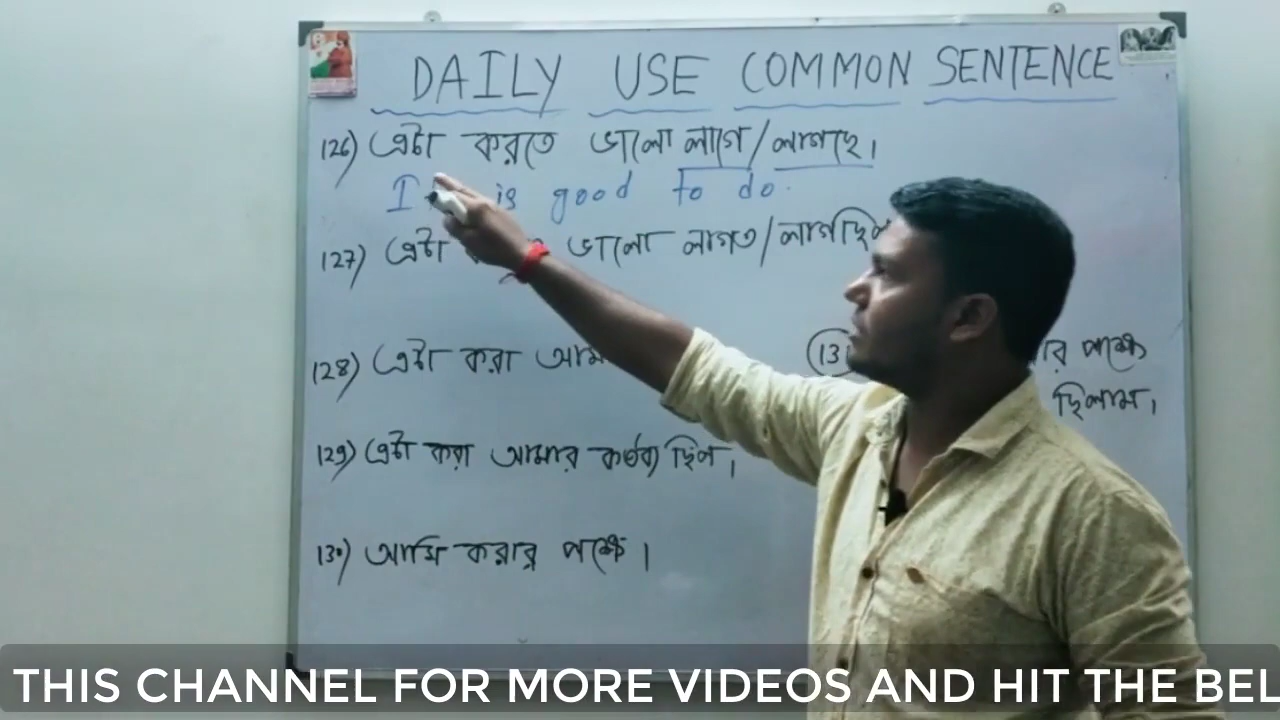 DAILY USE COMMON SENTENCE
126) এটা করতে ভালো লাগে / লাগছে।
is good to do.
127) এটা ভালো লাগত / লাগছিল
128) এটা করা
129) এটা করা আমার কর্তব্য ছিল।
130) আমি করার পক্ষে।
পক্ষে
ছিলাম।
THIS CHANNEL FOR MORE VIDEOS AND HIT THE BEL